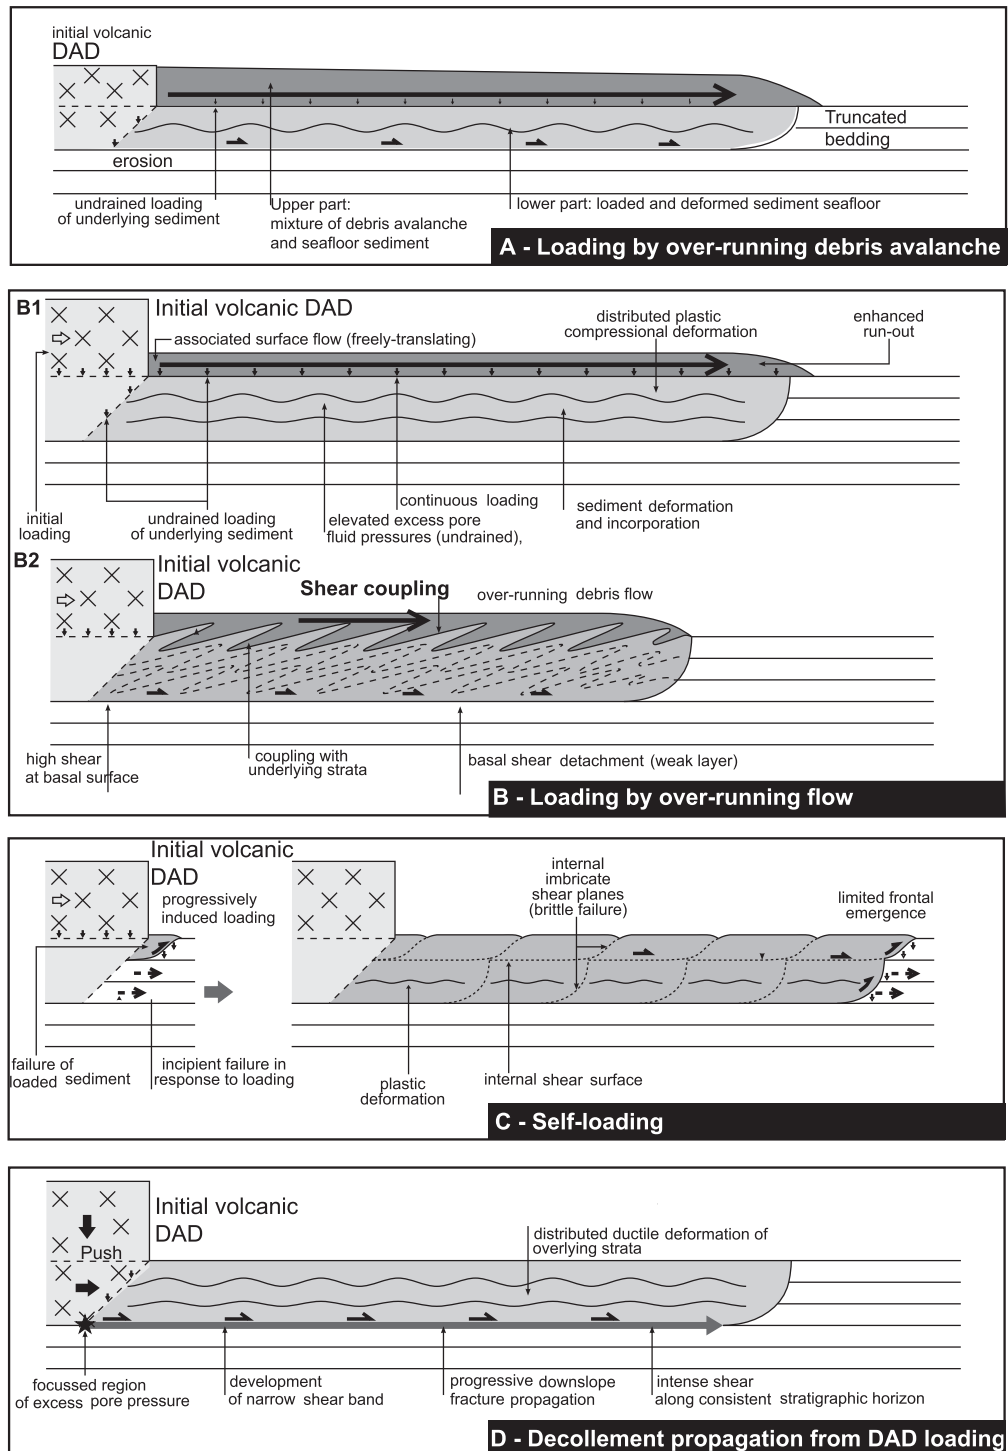 initial volcanic
DAD
Truncated
bedding
erosion
undrained loading
of underlying sediment
Upper part:
mixture of debris avalanche
and seafloor sediment
lower part: loaded and deformed sediment seafloor
A - Loading by over-running debris avalanche
B1
Initial volcanic DAD
associated surface flow (freely-translating)
distributed plastic
compressional deformation
enhanced
run-out
initial
loading
undrained loading
of underlying sediment
elevated excess pore
fluid pressures (undrained),
continuous loading
sediment deformation
and incorporation
B2
Initial volcanic
DAD
Shear coupling
over-running debris flow
high shear
at basal surface
coupling with
underlying strata
basal shear detachment (weak layer)
B - Loading by over-running flow
Initial volcanic
DAD
progressively
induced loading
internal
imbricate
shear planes
(brittle failure)
limited frontal
emergence
failure of
loaded sediment
incipient failure in
response to loading
plastic
deformation
internal shear surface
C - Self-loading
Initial volcanic
DAD
Push
distributed ductile deformation of
overlying strata
focussed region
of excess pore pressure
development
of narrow shear band
progressive downslope
fracture propagation
intense shear
along consistent stratigraphic horizon
D - Decollement propagation from DAD loading